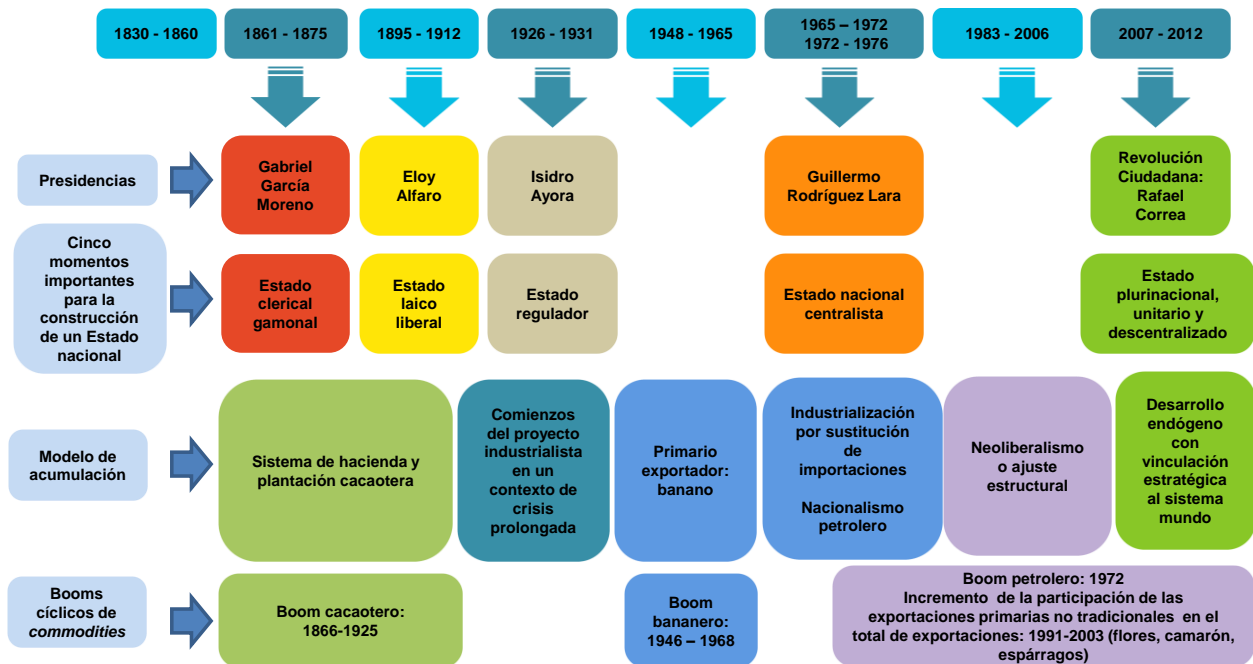 1830 - 1860
1861 - 1875
1895 - 1912
1926 - 1931
1948 - 1965
1965 – 1972
1972 - 1976
1983 - 2006
2007 - 2012
Presidencias
Gabriel
García
Moreno
Eloy
Alfaro
Isidro
Ayora
Guillermo
Rodríguez Lara
Revolución
Ciudadana:
Rafael
Correa
Cinco
momentos
importantes
para la
construcción
de un Estado
nacional
Estado
clerical
gamonal
Estado
laico
liberal
Estado
regulador
Estado nacional
centralista
Estado
plurinacional,
unitario y
descentralizado
Modelo de
acumulación
Sistema de hacienda y
plantación cacaotera
Comienzos
del proyecto
industrialista
en un
contexto de
crisis
prolongada
Primario
exportador:
banano
Industrialización
por sustitución
de
importaciones
Nacionalismo
petrolero
Neoliberalismo
o ajuste
estructural
Desarrollo
endógeno
con
vinculación
estratégica
al sistema
mundo
Booms
cíclicos de
commodities
Boom cacaotero:
1866-1925
Boom
bananero:
1946 – 1968
Boom petrolero: 1972
Incremento de la participación de las
exportaciones primarias no tradicionales en el
total de exportaciones: 1991-2003 (flores, camarón,
espárragos)